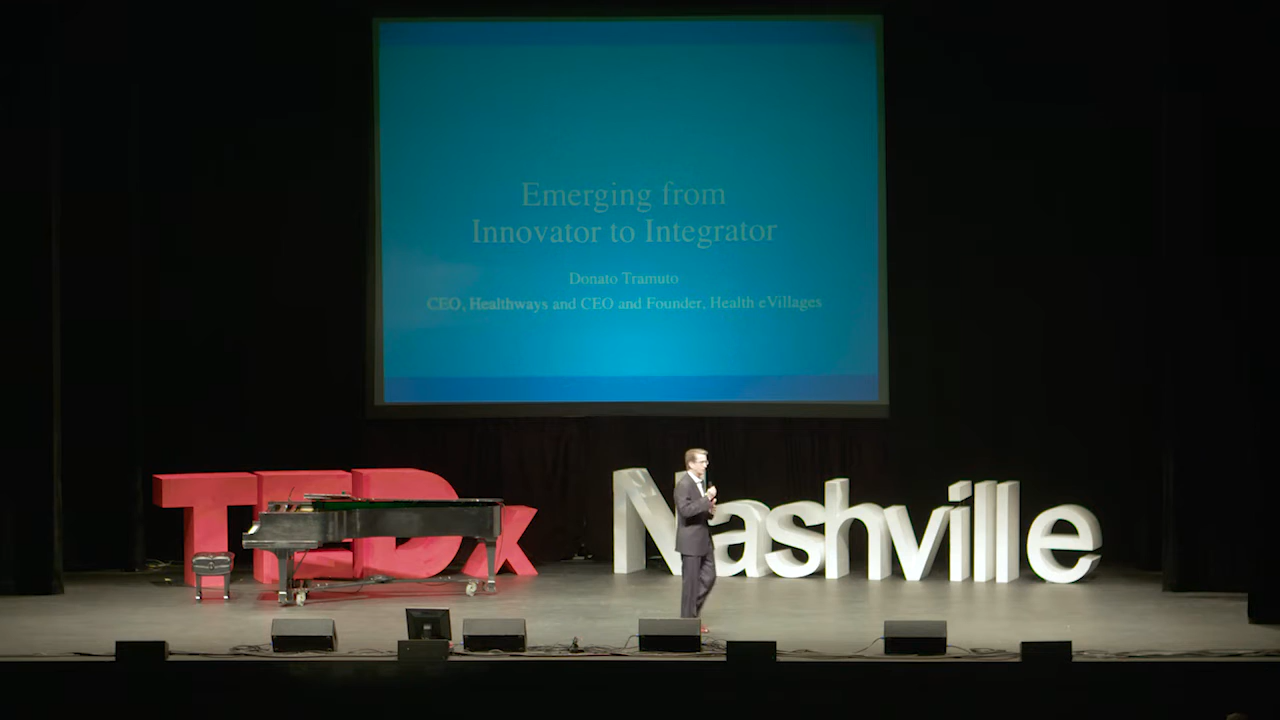 Emerging from
Innovator to Integrator
Donato Tramuto
CEO, Healthways and CEO and Founder, Health eVillages
TEDx Nashville